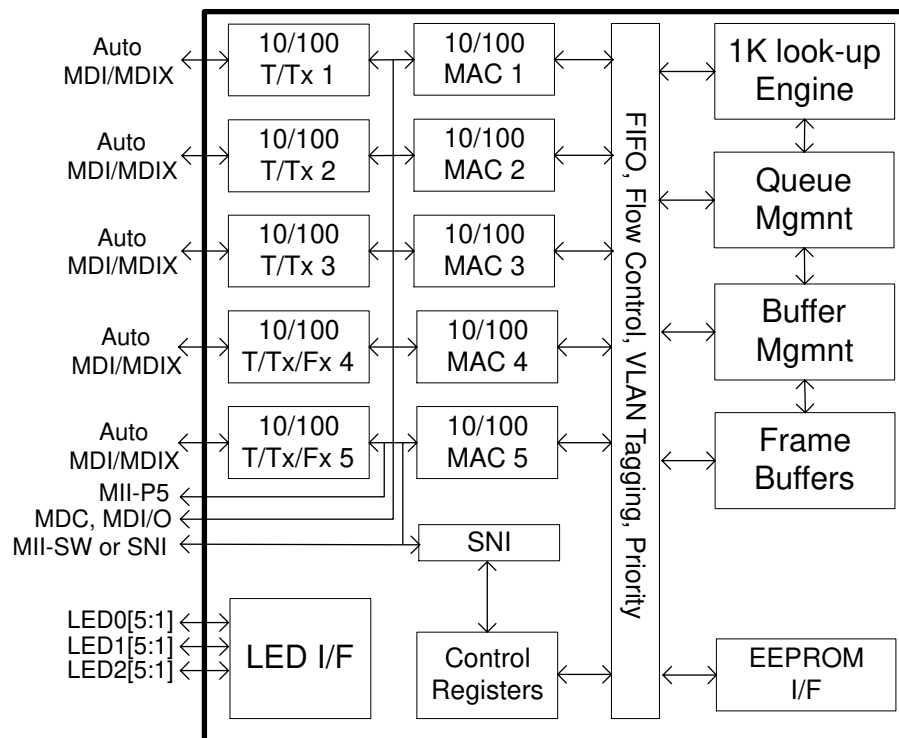 Auto
MDI/MDIX
10/100
T/Tx 1
10/100
MAC 1
1K look-up
Engine
Auto
MDI/MDIX
10/100
T/Tx 2
10/100
MAC 2
Queue
Mgmnt
Auto
MDI/MDIX
10/100
T/Tx 3
10/100
MAC 3
Buffer
Mgmnt
Auto
MDI/MDIX
10/100
T/Tx/Fx 4
10/100
MAC 4
Frame
Buffers
Auto
MDI/MDIX
10/100
T/Tx/Fx 5
10/100
MAC 5
FIFO, Flow Control, VLAN Tagging, Priority
MII-P5
MDC, MDI/O
MII-SW or SNI
SNI
LED0[5:1]
LED1[5:1]
LED2[5:1]
LED I/F
Control
Registers
EEPROM
I/F